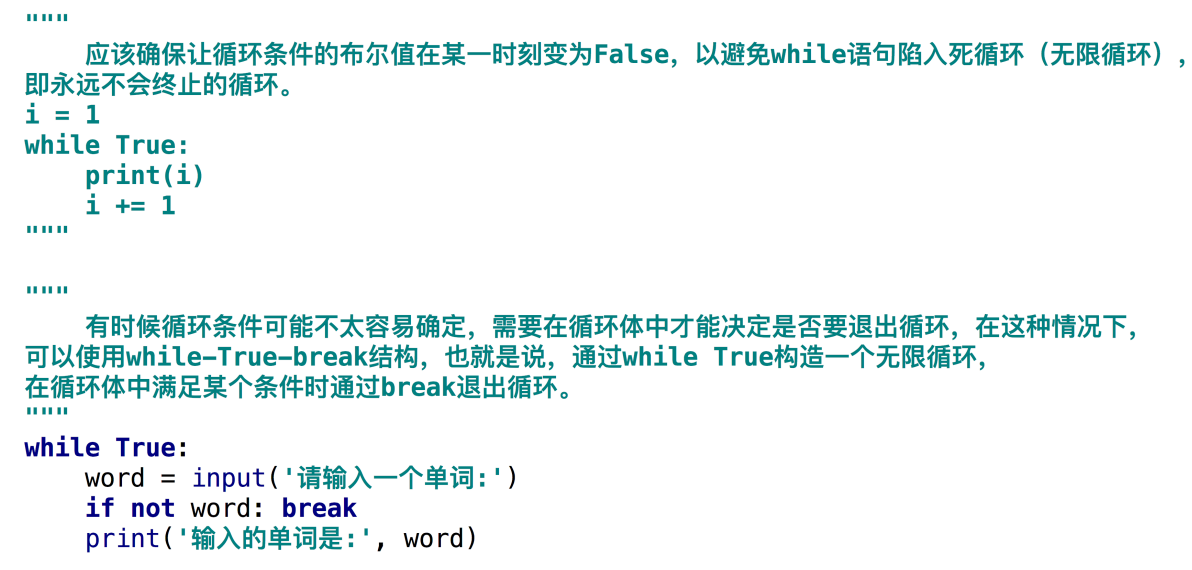 """
    应该确保让循环条件的布尔值在某一时刻变为False，以避免while语句陷入死循环（无限循环），
即永远不会终止的循环。
i = 1
while True:
    print(i)
    i += 1
"""
"""
    有时候循环条件可能不太容易确定，需要在循环体中才能决定是否要退出循环，在这种情况下，
可以使用while-True-break结构，也就是说，通过while True构造一个无限循环，
在循环体中满足某个条件时通过break退出循环。
"""
while True:
    word = input('请输入一个单词:')
    if not word: break
    print('输入的单词是:', word)